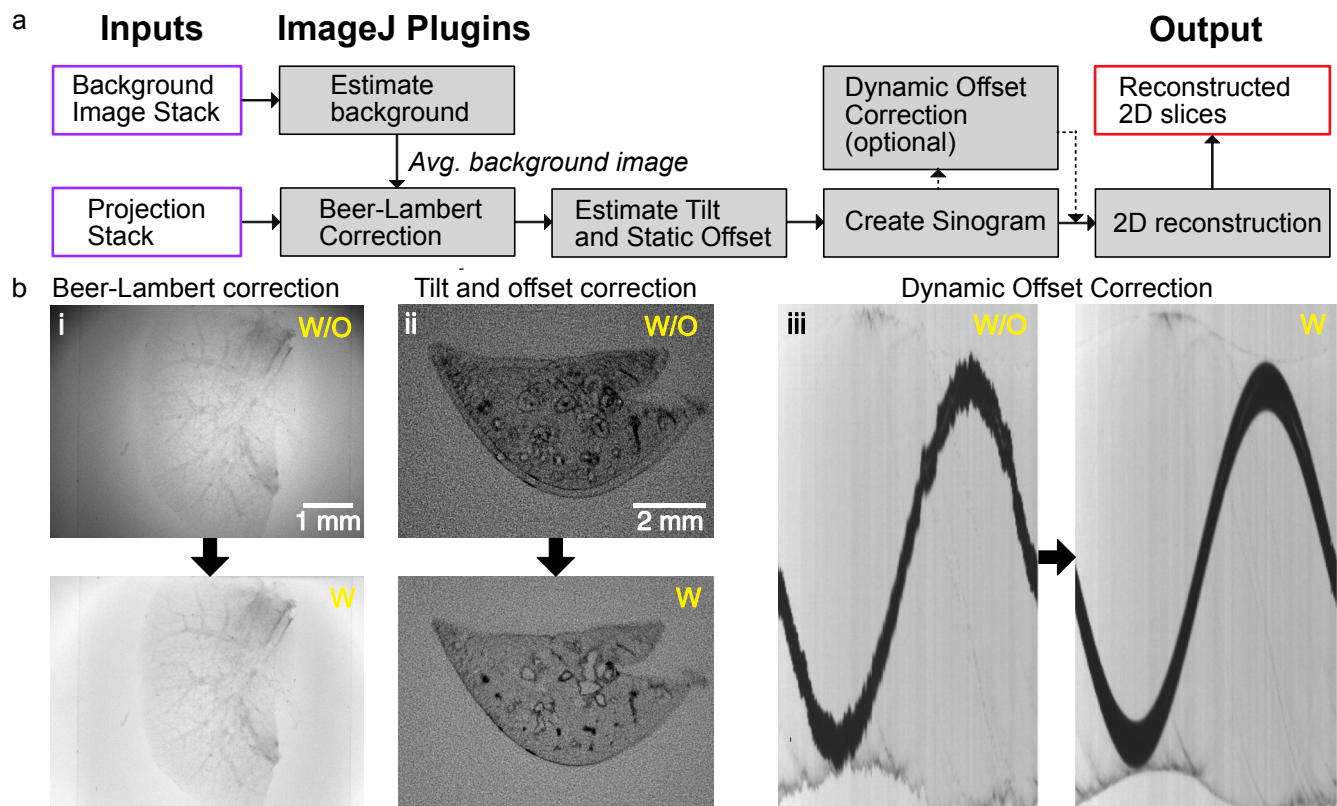 a
Inputs
ImageJ Plugins
Output
Background
Image Stack
Estimate
background
Dynamic Offset
Correction
(optional)
Reconstructed
2D slices
Avg. background image
Projection
Stack
Beer-Lambert
Correction
Estimate Tilt
and Static Offset
Create Sinogram
2D reconstruction
b
Beer-Lambert correction
Tilt and offset correction
Dynamic Offset Correction
i
W/O
1 mm
W
ii
W/O
2 mm
W
iii
W/O
W